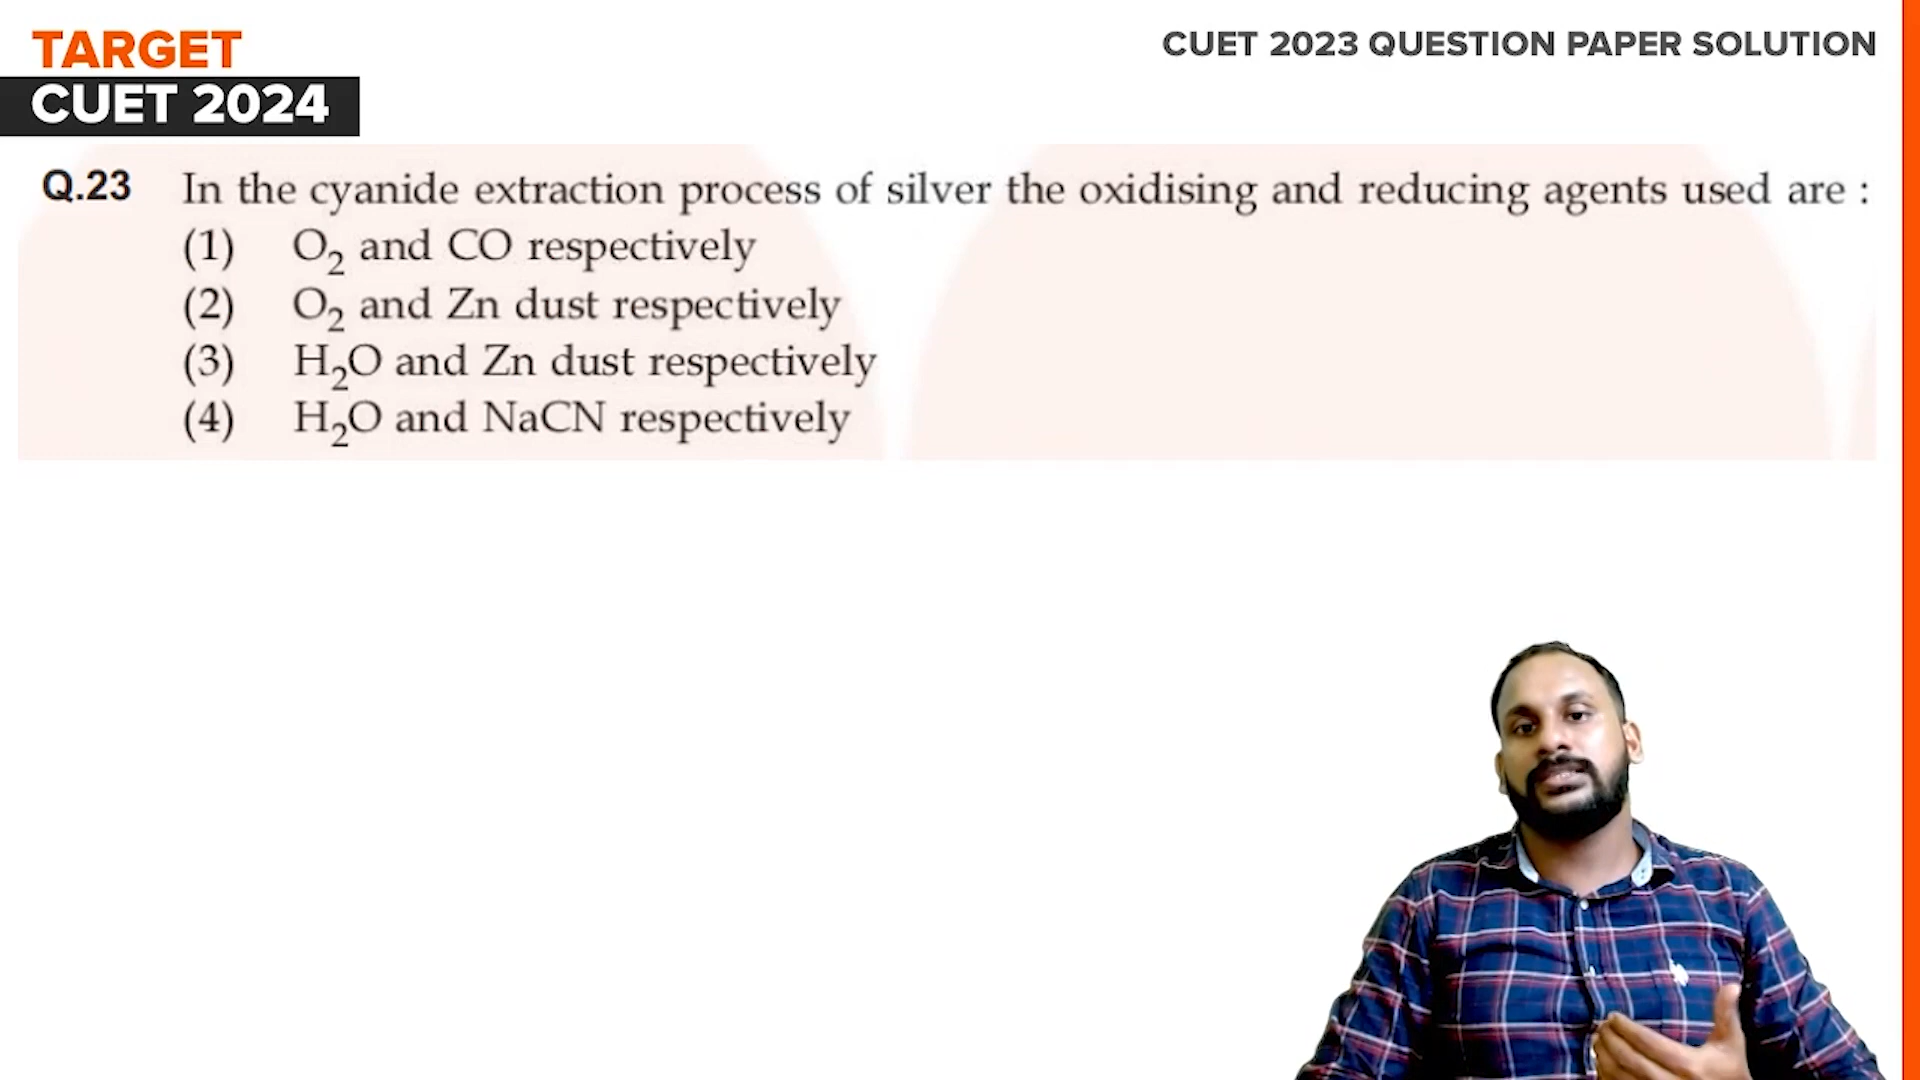 TARGET
CUET 2024
CUET 2023 QUESTION PAPER SOLUTION
Q.23 In the cyanide extraction process of silver the oxidising and reducing agents used are :
(1) O₂ and CO respectively
(2) O₂ and Zn dust respectively
(3) H₂O and Zn dust respectively
(4) H₂O and NaCN respectively